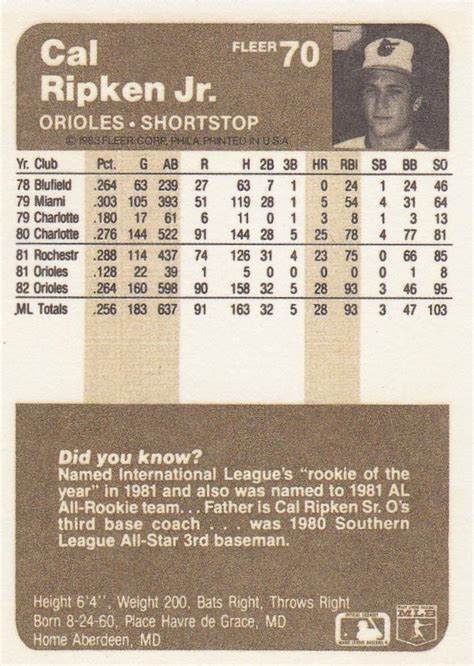 Cal
Ripken Jr.
FLEER 70
ORIOLES • SHORTSTOP
© 1983 FLEER CORP., PHILA. PRINTED IN U.S.A.
Yr. Club Pct. G AB R H 2B 3B HR RBI SB BB SO
78 Blufield .264 63 239 27 63 7 1 0 24 1 24 46
79 Miami .303 105 393 51 119 28 1 5 54 4 31 64
79 Charlotte .180 17 61 6 11 0 1 3 8 1 3 13
80 Charlotte .276 144 522 91 144 28 5 25 78 4 77 81
81 Rochestr .288 114 437 74 126 31 4 23 75 0 66 85
81 Orioles .128 22 39 1 5 0 0 0 0 0 1 8
82 Orioles .264 160 598 90 158 32 5 28 93 3 46 95
ML Totals .256 183 637 91 163 32 5 28 93 3 47 103
Did you know?
Named International League's "rookie of the
year" in 1981 and also was named to 1981 AL
All-Rookie team... Father is Cal Ripken Sr. O's
third base coach . . . was 1980 Southern
League All-Star 3rd baseman.
Height 6'4'', Weight 200, Bats Right, Throws Right
Born 8-24-60, Place Havre de Grace, MD
Home Aberdeen, MD
MLB